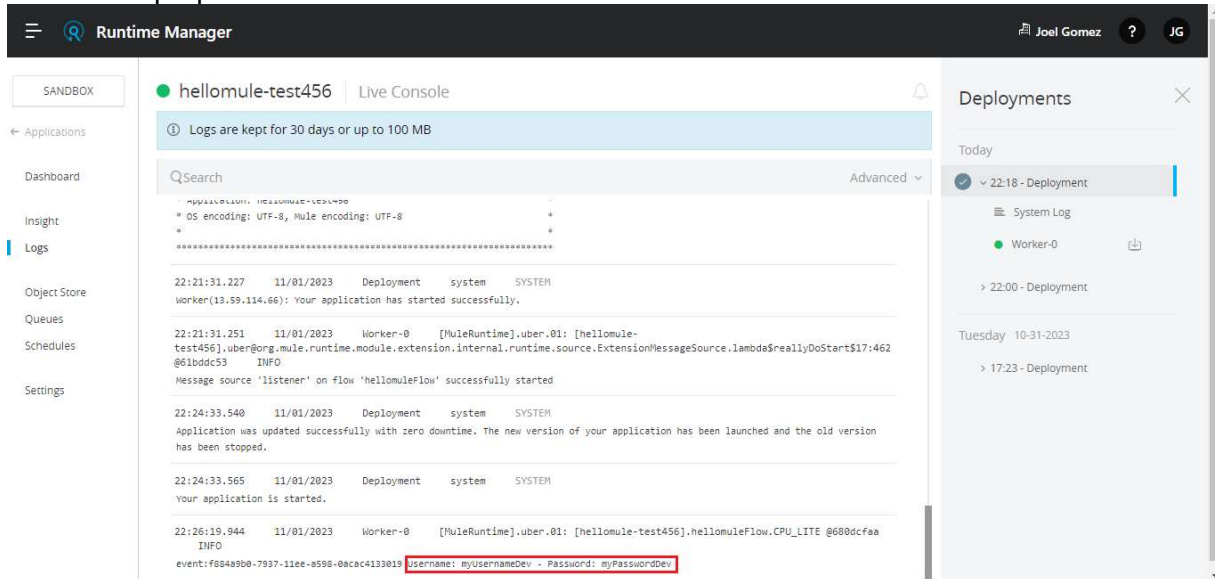 Runtime Manager
Joel Gomez
?
JG
SANDBOX
← Applications
Dashboard
Insight
Logs
Object Store
Queues
Schedules
Settings
hellomule-test456 | Live Console
Logs are kept for 30 days or up to 100 MB
Search
Advanced
* Application: hellomule-test456 *
* OS encoding: UTF-8, Mule encoding: UTF-8 *
* *
**********************************************************************
22:21:31.227 11/01/2023 Deployment system SYSTEM
Worker(13.59.114.66): Your application has started successfully.
22:21:31.251 11/01/2023 Worker-0 [MuleRuntime].uber.01: [hellomule-
test456].uber@org.mule.runtime.module.extension.internal.runtime.source.ExtensionMessageSource.lambda$reallyDoStart$17:462
@61bddc53 INFO
Message source 'listener' on flow 'hellomuleFlow' successfully started
22:24:33.540 11/01/2023 Deployment system SYSTEM
Application was updated successfully with zero downtime. The new version of your application has been launched and the old version
has been stopped.
22:24:33.565 11/01/2023 Deployment system SYSTEM
Your application is started.
22:26:19.944 11/01/2023 Worker-0 [MuleRuntime].uber.01: [hellomule-test456].hellomuleFlow.CPU_LITE @680dcfaa
INFO
event:f884a9b0-7937-11ee-a598-0acac4133019 Username: myUsernameDev - Password: myPasswordDev
Deployments
Today
22:18 - Deployment
System Log
Worker-0
> 22:00 - Deployment
Tuesday 10-31-2023
> 17:23 - Deployment